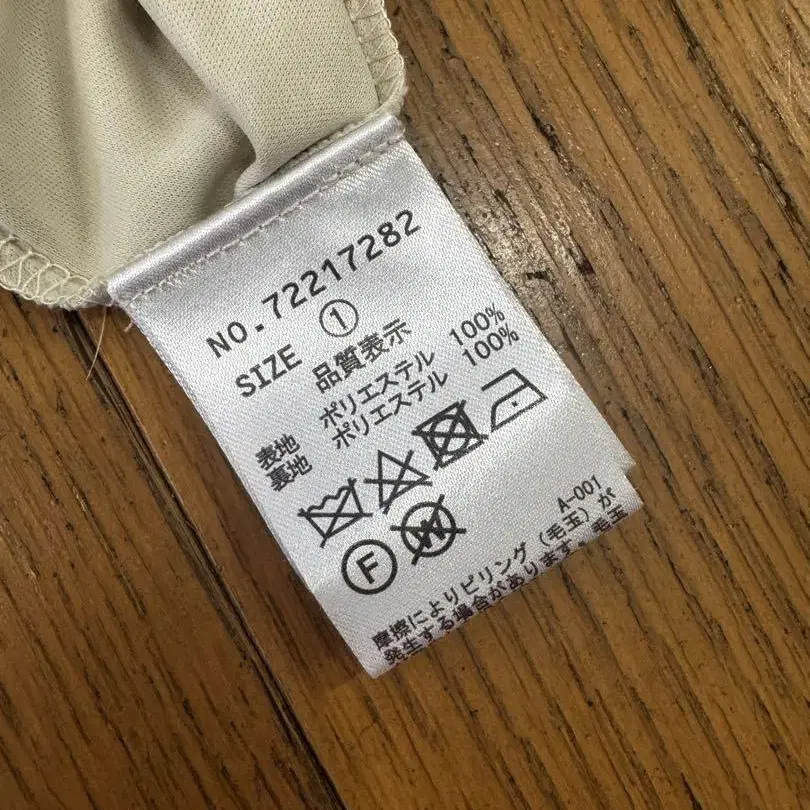 NO.72217282
SIZE ①
品質表示
表地 ポリエステル 100%
裏地 ポリエステル 100%
F W
A-001
摩擦によりピリング(毛玉)が
発生する場合があります。毛玉